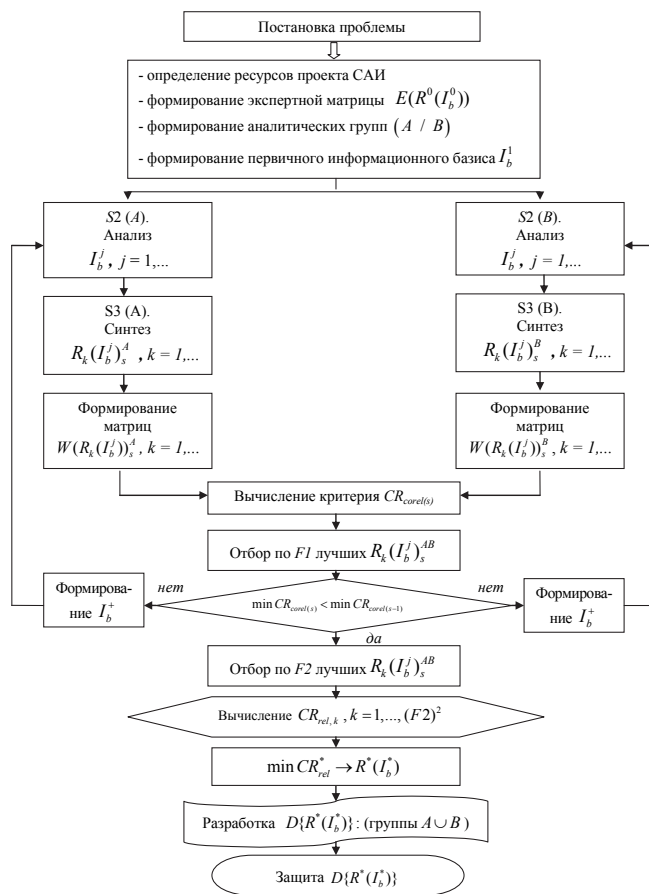 Постановка проблемы
- определение ресурсов проекта САИ
- формирование экспертной матрицы E(R⁰(I_b⁰))
- формирование аналитических групп (A / B)
- формирование первичного информационного базиса I_b¹
S2 (A).
Анализ
I_b^j, j = 1,...
S2 (B).
Анализ
I_b^j, j = 1,...
S3 (A).
Синтез
R_k(I_b^j)_s^A , k = 1,...
S3 (B).
Синтез
R_k(I_b^j)_s^B , k = 1,...
Формирование
матриц
W(R_k(I_b^j))_s^A, k = 1,...
Формирование
матриц
W(R_k(I_b^j))_s^B, k = 1,...
Вычисление критерия CR_corel(s)
Отбор по F1 лучших R_k(I_b^j)_s^AB
Формирова-
ние I_b^+
нет
min CR_corel(s) < min CR_corel(s−1)
нет
Формирова-
ние I_b^+
да
Отбор по F2 лучших R_k(I_b^j)_s^AB
Вычисление CR_rel,k , k = 1,..., (F2)²
min CR*_rel → R*(I_b*)
Разработка D{R*(I_b*)} : (группы A ∪ B )
Защита D{R*(I_b*)}